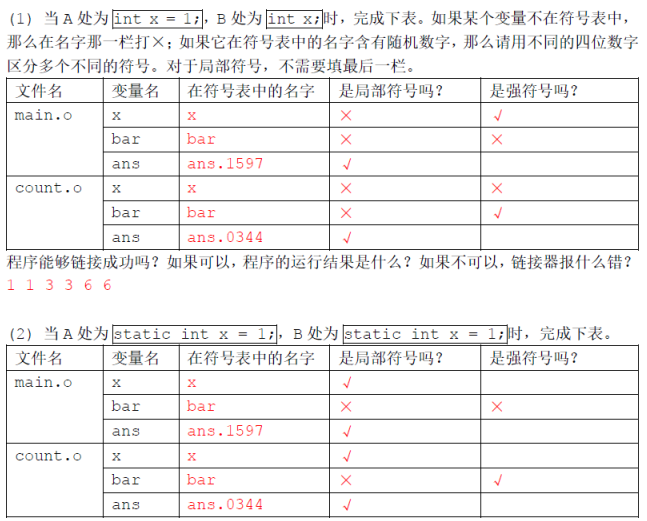 (1) 当 A 处为 int x = 1;, B 处为 int x;时，完成下表。如果某个变量不在符号表中，
那么在名字那一栏打×；如果它在符号表中的名字含有随机数字，那么请用不同的四位数字
区分多个不同的符号。对于局部符号，不需要填最后一栏。
文件名 变量名 在符号表中的名字 是局部符号吗？ 是强符号吗？
main.o x x × √
bar bar × ×
ans ans.1597 √
count.o x x × ×
bar bar × √
ans ans.0344 √
程序能够链接成功吗？如果可以，程序的运行结果是什么？如果不可以，链接器报什么错？
1 1 3 3 6 6
(2) 当 A 处为 static int x = 1;, B 处为 static int x = 1;时，完成下表。
文件名 变量名 在符号表中的名字 是局部符号吗？ 是强符号吗？
main.o x x √
bar bar × ×
ans ans.1597 √
count.o x x √
bar bar × √
ans ans.0344 √